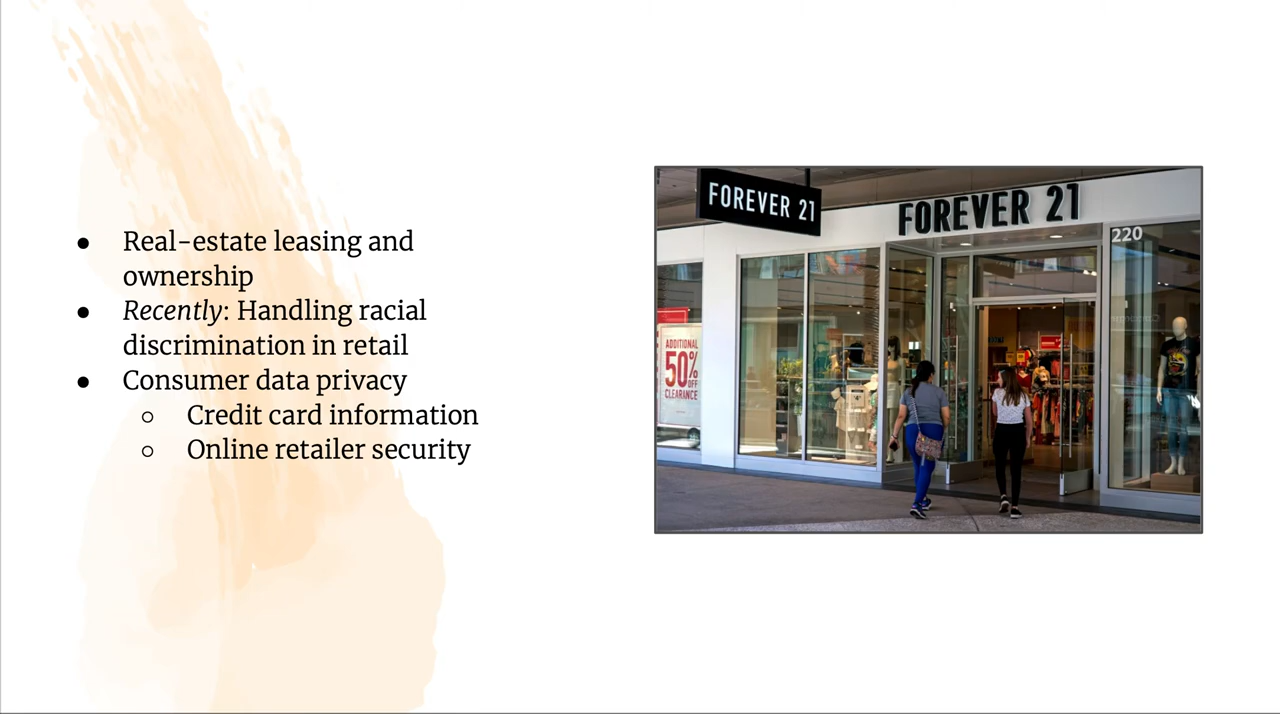 ● Real-estate leasing and
ownership
● Recently: Handling racial
discrimination in retail
● Consumer data privacy
○ Credit card information
○ Online retailer security
FOREVER 21
FOREVER 21
220
ADDITIONAL
50%
OFF
CLEARANCE